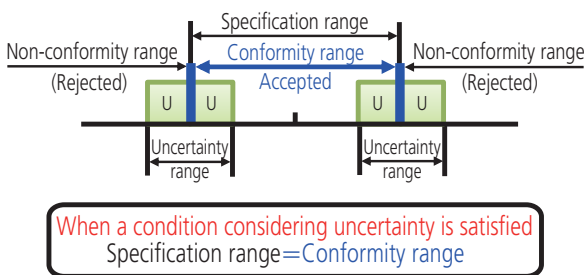 Specification range
Non-conformity range Conformity range Non-conformity range
(Rejected) Accepted (Rejected)
U U U U
Uncertainty range Uncertainty range
When a condition considering uncertainty is satisfied
Specification range=Conformity range